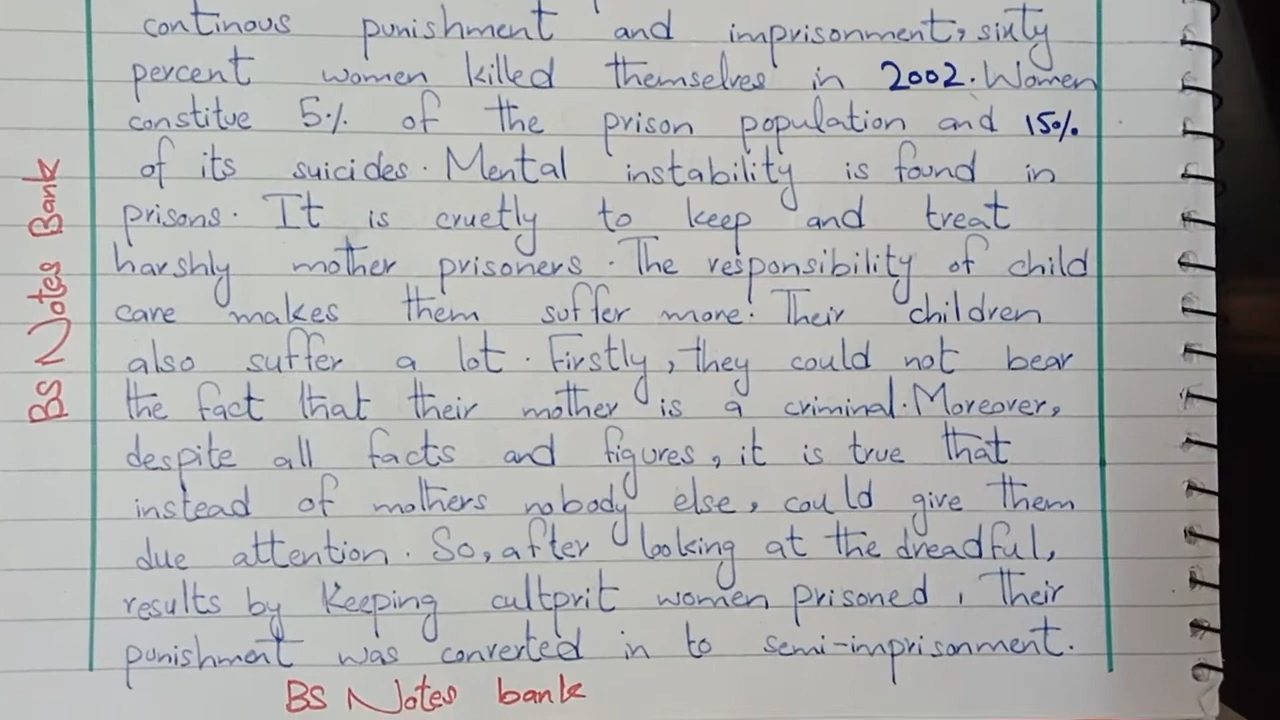 continous punishment and imprisonment, sixty
percent women killed themselves in 2002. Women
constitue 5% of the prison population and 15%
of its suicides. Mental instability is found in
prisons. It is cruetly to keep and treat
harshly mother prisoners. The responsibility of child
care makes them suffer more. Their children
also suffer a lot. Firstly, they could not bear
the fact that their mother is a criminal. Moreover,
despite all facts and figures, it is true that
instead of mothers nobody else, could give them
due attention. So, after looking at the dreadful,
results by Keeping cultprit women prisoned, Their
punishment was converted in to semi-imprisonment.
BS Notes bank
BS Notes Bank